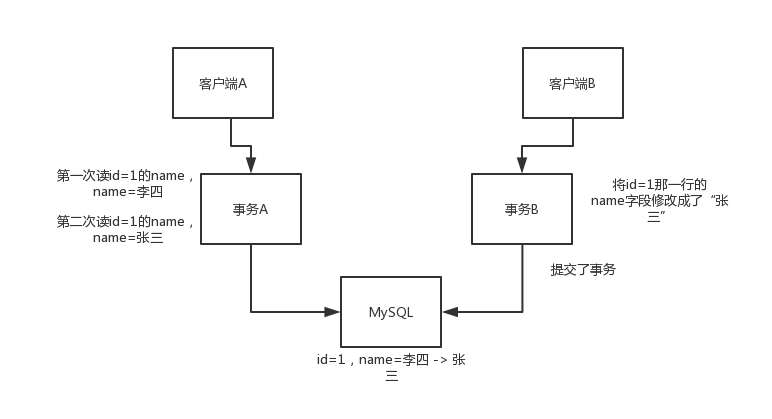 客户端A
客户端B
第一次读id=1的name，
name=李四
第二次读id=1的name，
name=张三
事务A
事务B
将id=1那一行的
name字段修改成了“张
三”
提交了事务
MySQL
id=1，name=李四 -> 张
三